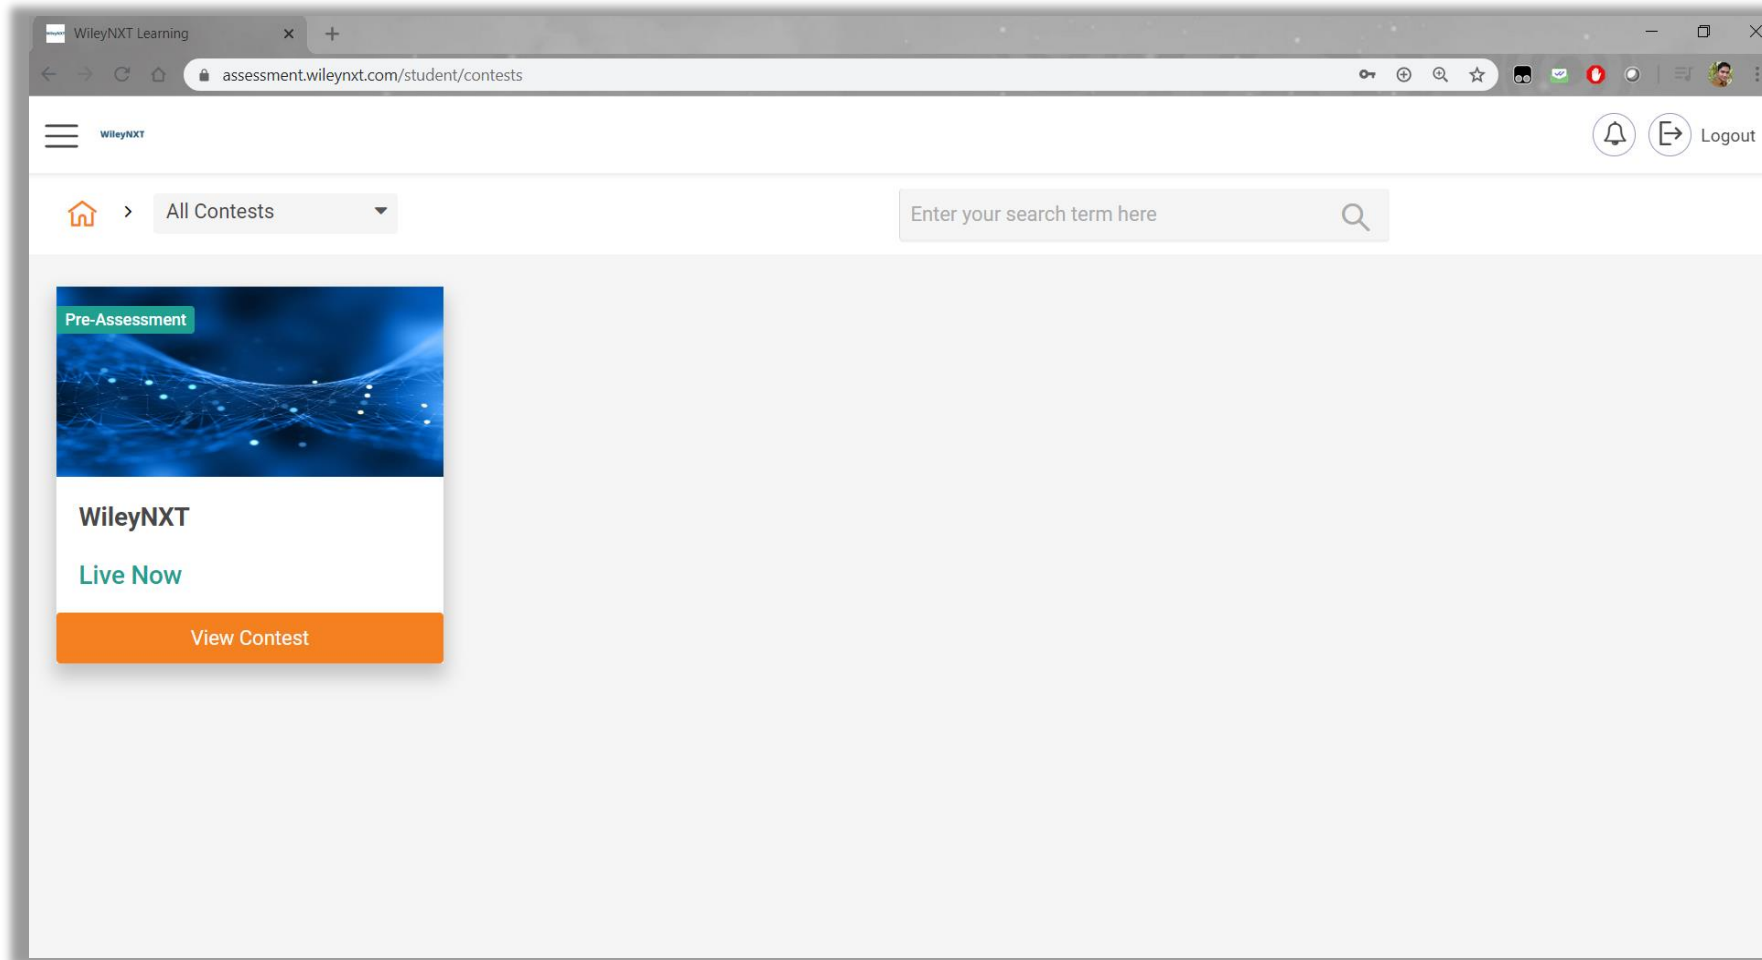 WileyNXT Learning
assessment.wileynxt.com/student/contests
WileyNXT
Logout
All Contests
Enter your search term here
Pre-Assessment
WileyNXT
Live Now
View Contest